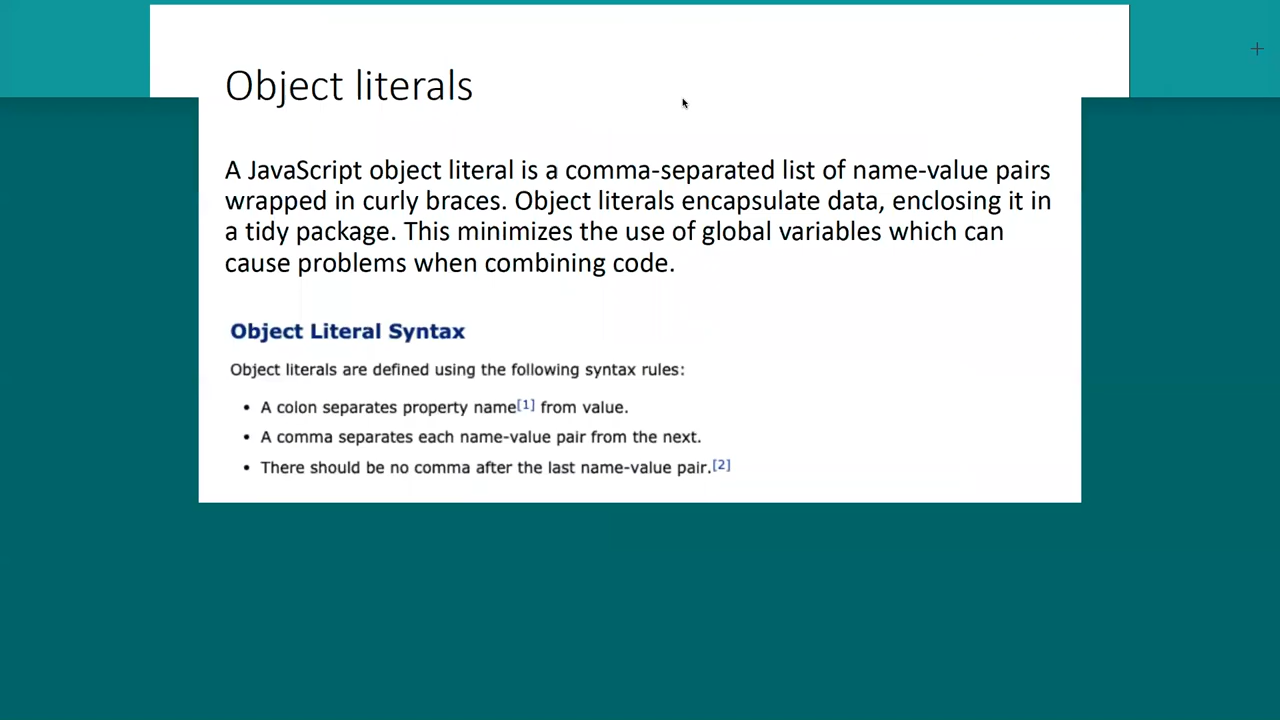 Object literals
A JavaScript object literal is a comma-separated list of name-value pairs
wrapped in curly braces. Object literals encapsulate data, enclosing it in
a tidy package. This minimizes the use of global variables which can
cause problems when combining code.
Object Literal Syntax
Object literals are defined using the following syntax rules:
• A colon separates property name[1] from value.
• A comma separates each name-value pair from the next.
• There should be no comma after the last name-value pair.[2]